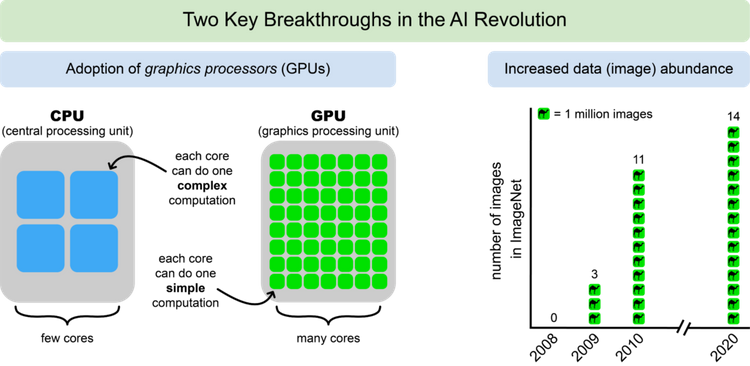 Two Key Breakthroughs in the AI Revolution
Adoption of graphics processors (GPUs)
CPU
(central processing unit)
each core
can do one
complex
computation
each core
can do one
simple
computation
GPU
(graphics processing unit)
few cores
many cores
Increased data (image) abundance
= 1 million images
number of images
in ImageNet
0
3
11
14
2008
2009
2010
2020